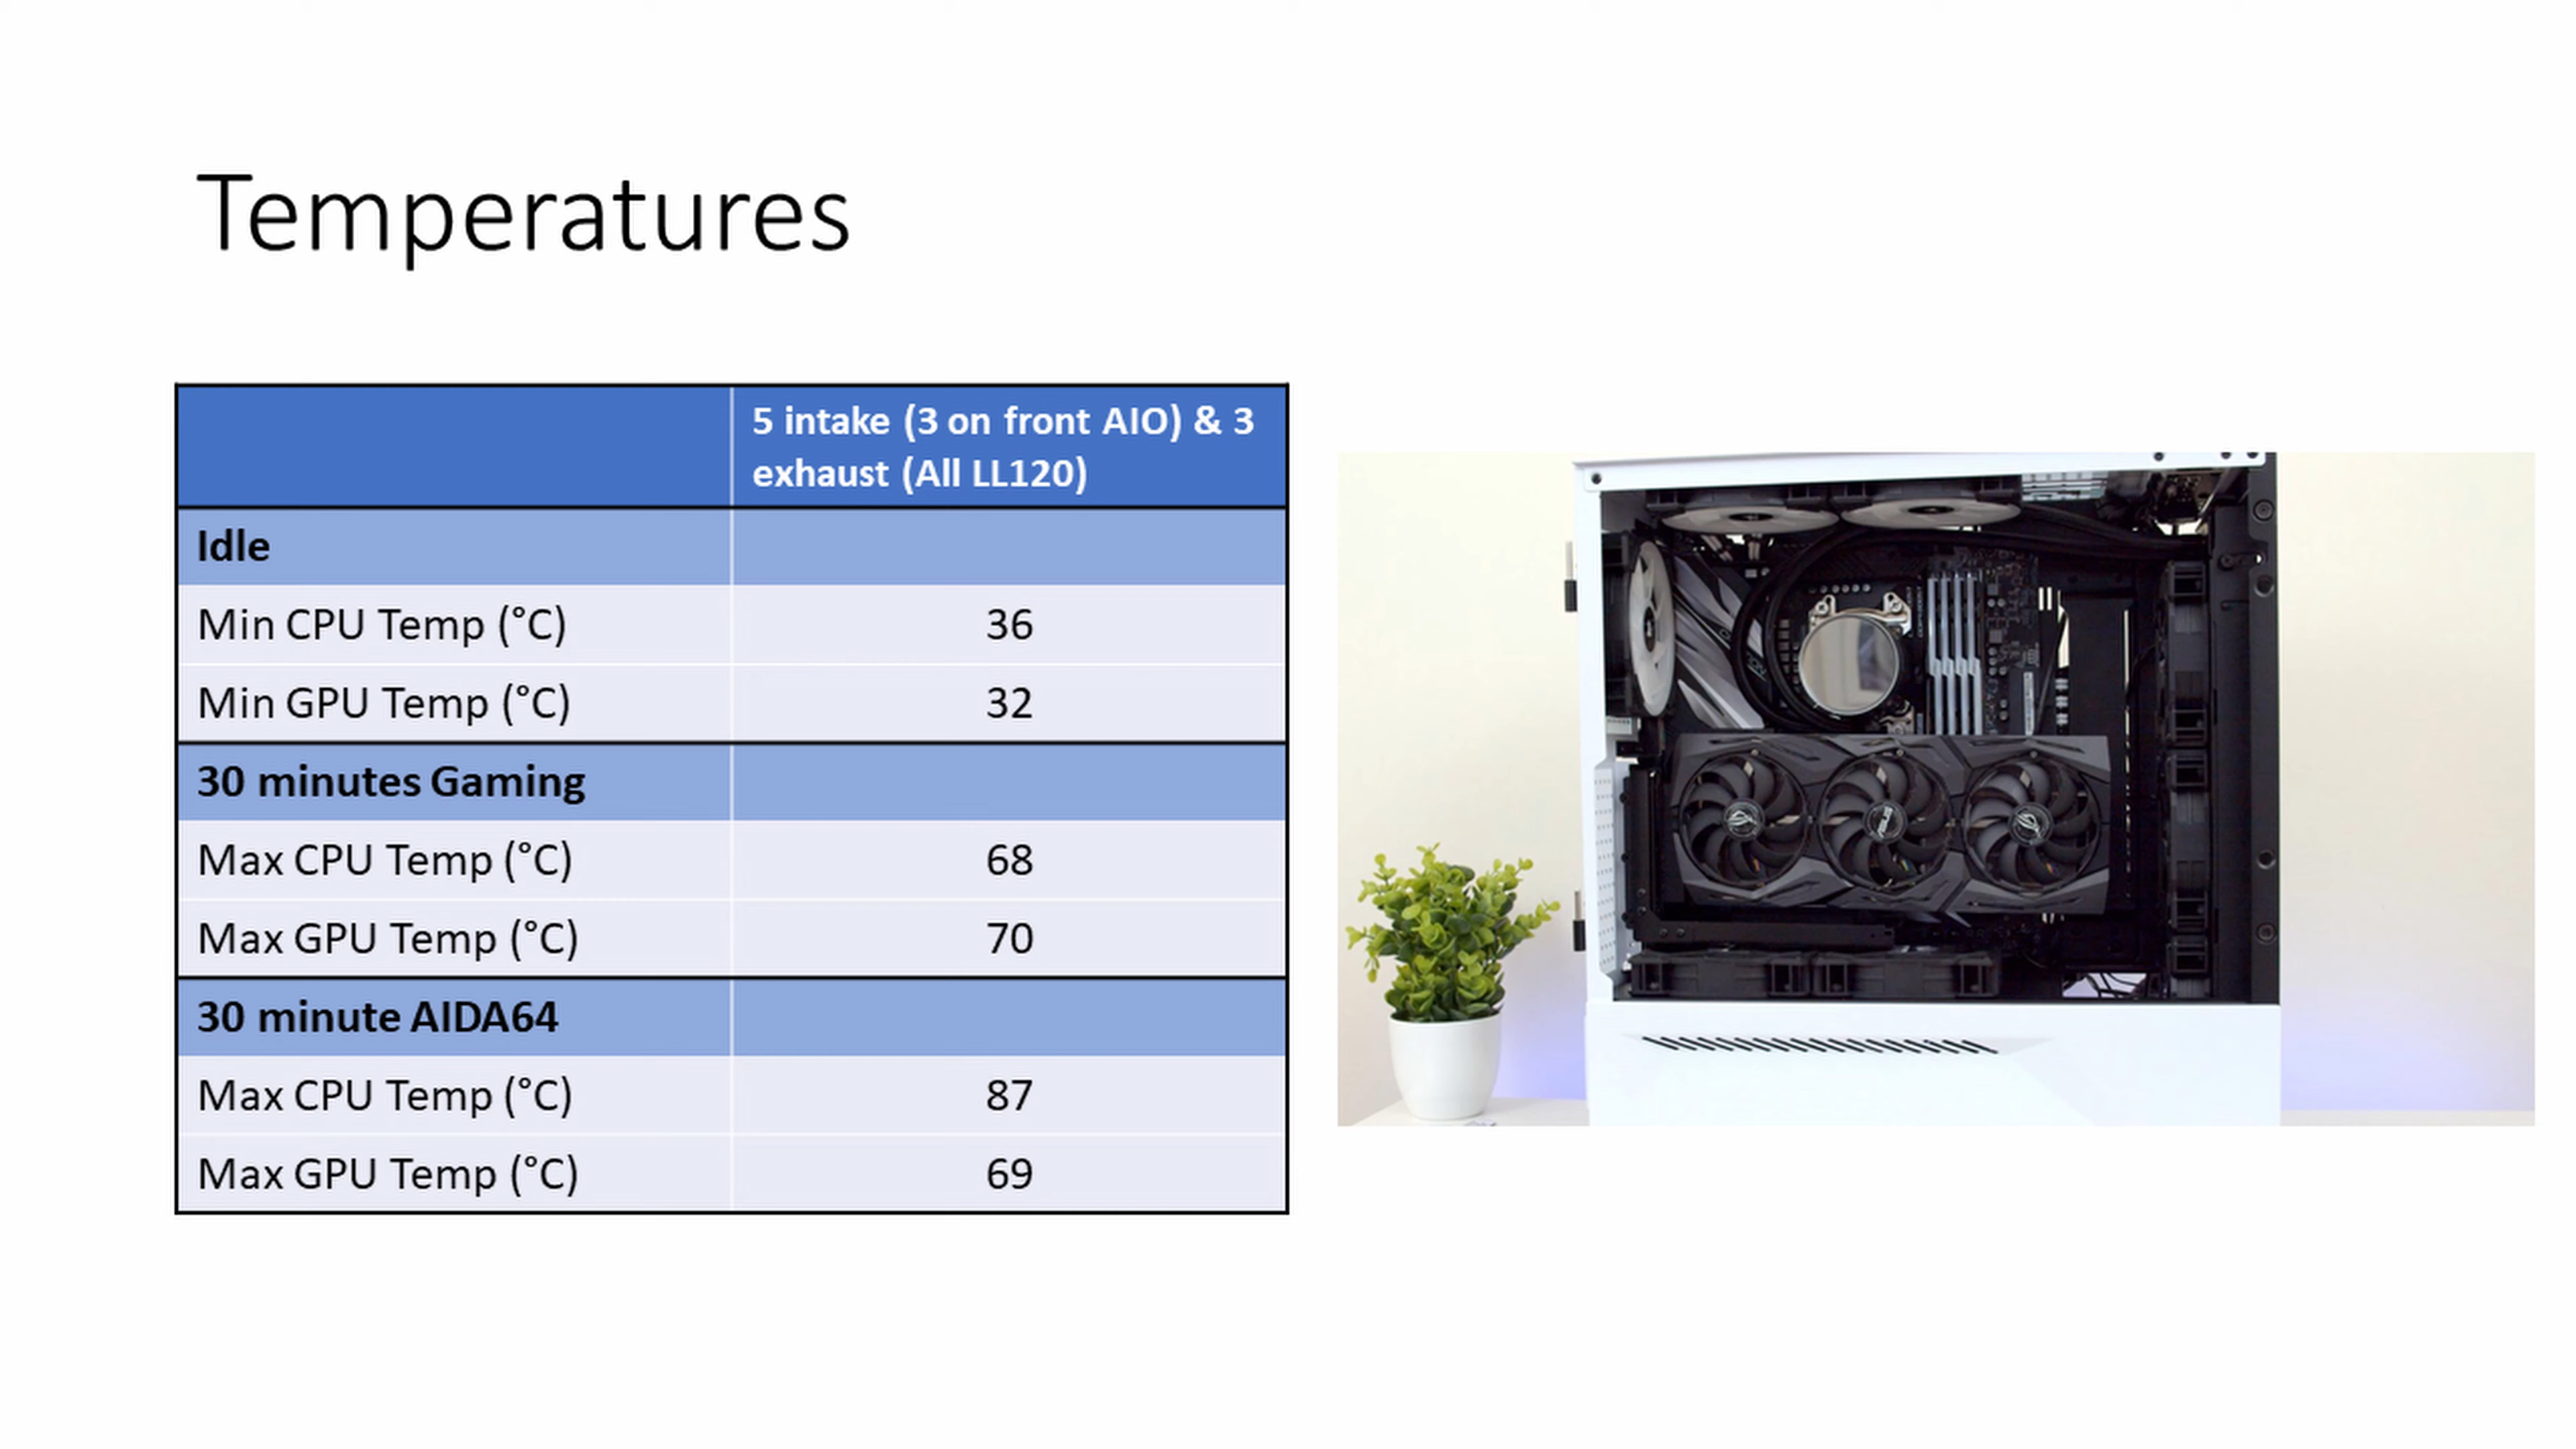 Temperatures
5 intake (3 on front AIO) & 3
exhaust (All LL120)
Idle
Min CPU Temp (°C) 36
Min GPU Temp (°C) 32
30 minutes Gaming
Max CPU Temp (°C) 68
Max GPU Temp (°C) 70
30 minute AIDA64
Max CPU Temp (°C) 87
Max GPU Temp (°C) 69